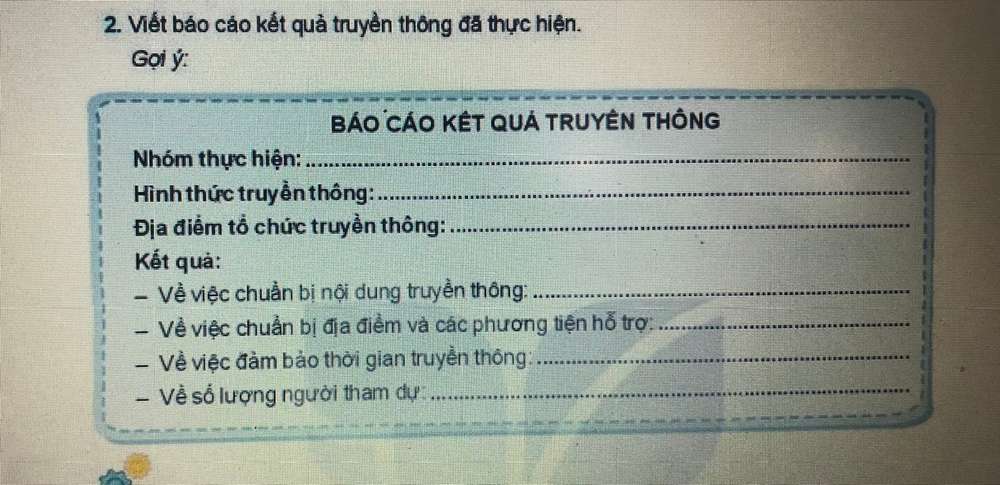 2. Viết báo cáo kết quả truyền thông đã thực hiện.
Gợi ý:
BÁO CÁO KẾT QUẢ TRUYỀN THÔNG
Nhóm thực hiện: ....................
Hình thức truyền thông: ....................
Địa điểm tổ chức truyền thông: ....................
Kết quả:
– Về việc chuẩn bị nội dung truyền thông: ....................
– Về việc chuẩn bị địa điểm và các phương tiện hỗ trợ: ....................
– Về việc đảm bảo thời gian truyền thông: ....................
– Về số lượng người tham dự: ....................